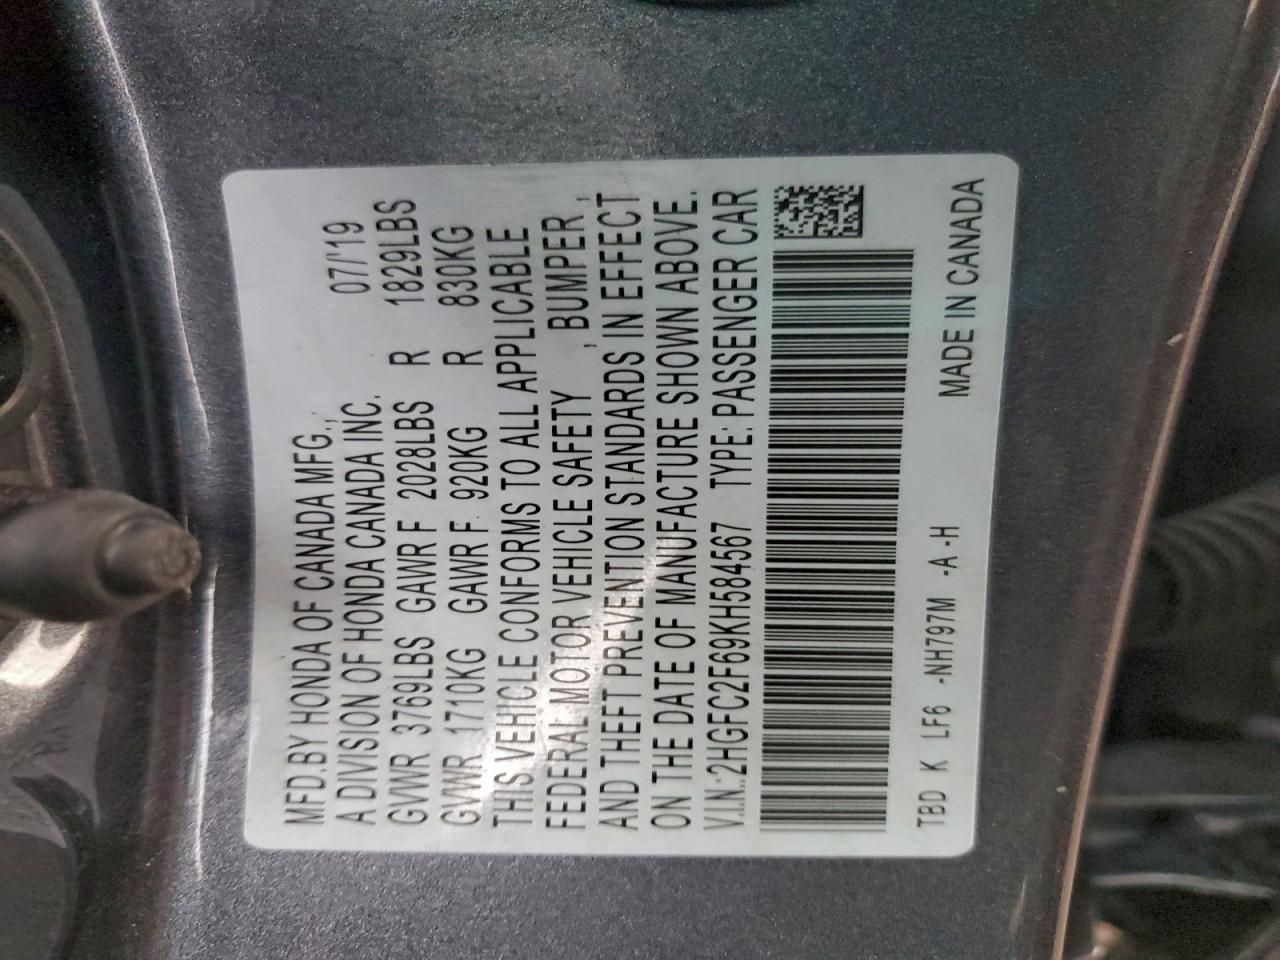 MFD.BY HONDA OF CANADA MFG.,
A DIVISION OF HONDA CANADA INC. 07/'19
GVWR 3769LBS GAWR F 2028LBS R 1829LBS
GVWR 1710KG GAWR F 920KG R 830KG
THIS VEHICLE CONFORMS TO ALL APPLICABLE
FEDERAL MOTOR VEHICLE SAFETY , BUMPER ,
AND THEFT PREVENTION STANDARDS IN EFFECT
ON THE DATE OF MANUFACTURE SHOWN ABOVE.
V.I.N.:2HGFC2F69KH584567 TYPE: PASSENGER CAR
TBD K LF6 -NH797M -A -H MADE IN CANADA